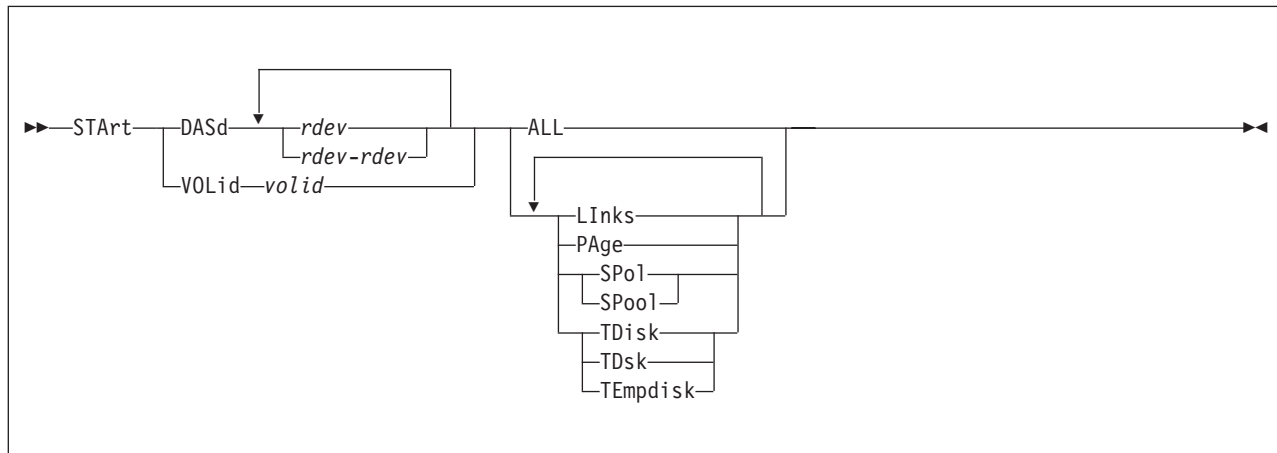 STArt DASd rdev ALL
rdev-rdev
VOLid volid
LInks
PAge
SPol
SPool
TDisk
TDsk
TEmpdisk